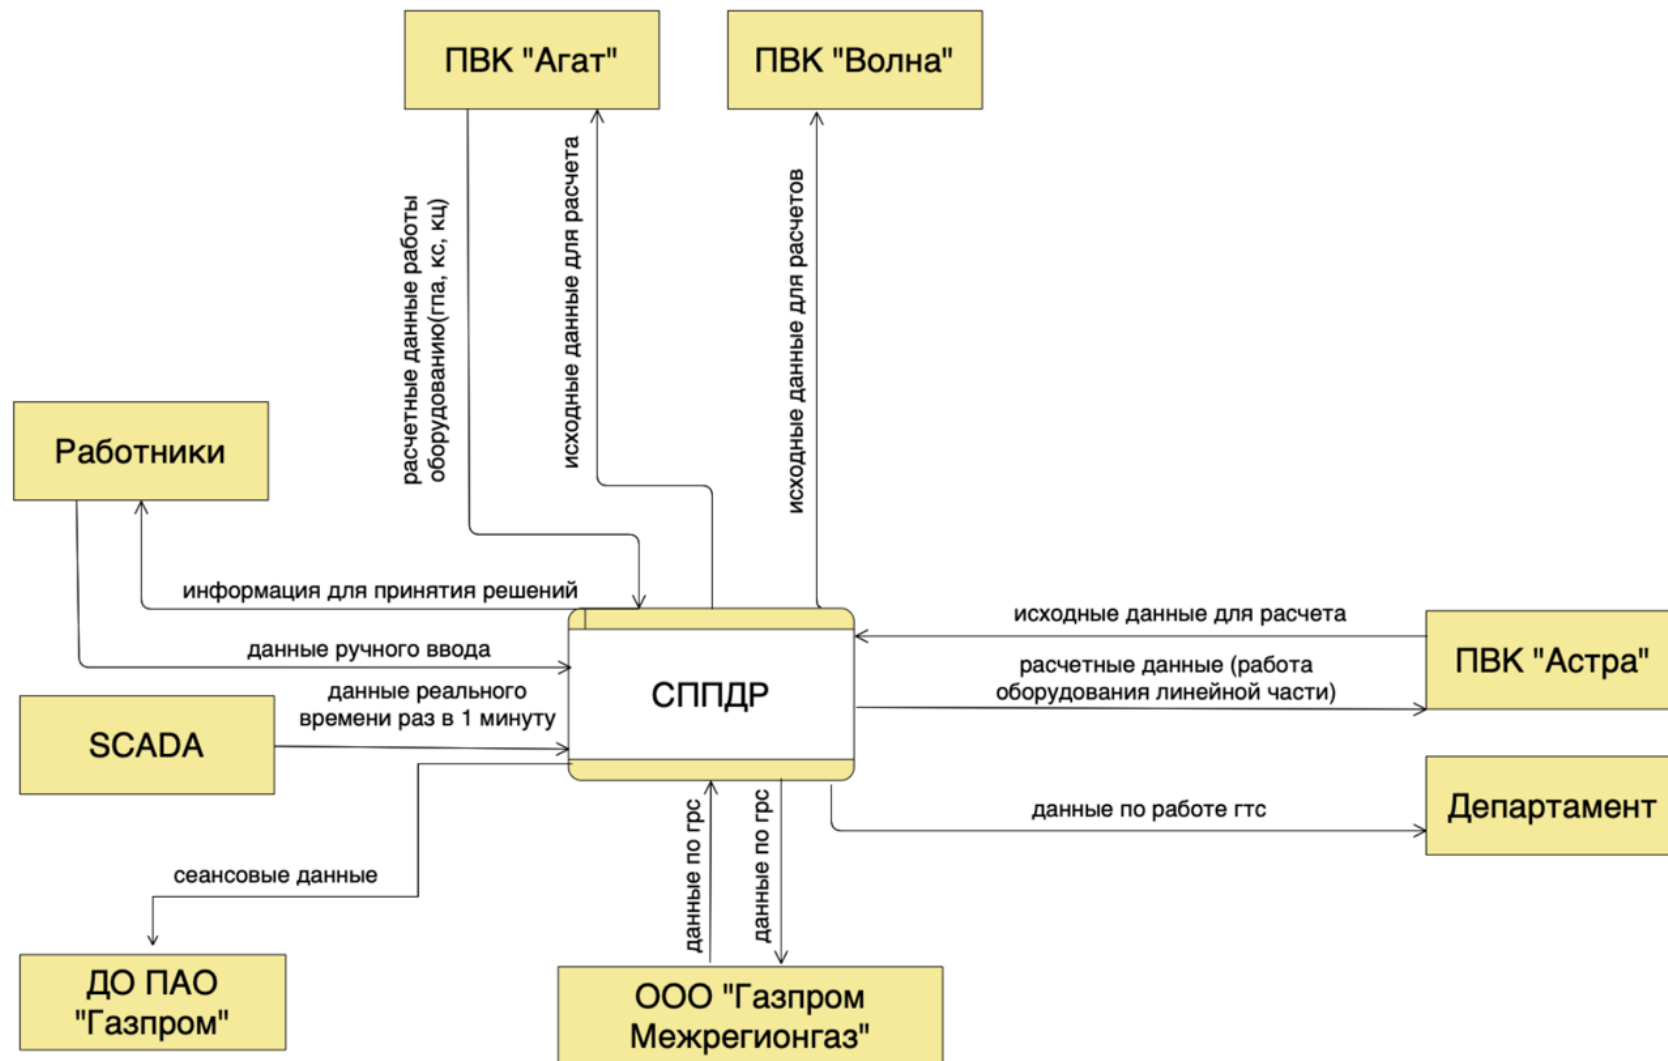 ПВК "Агат"
ПВК "Волна"
расчетные данные работы
оборудованию(гпа, кс, кц)
исходные данные для расчета
исходные данные для расчетов
Работники
информация для принятия решений
данные ручного ввода
данные реального
времени раз в 1 минуту
SCADA
СППДР
исходные данные для расчета
расчетные данные (работа
оборудования линейной части)
ПВК "Астра"
данные по работе гтс
Департамент
сеансовые данные
данные по грс
данные по грс
ДО ПАО
"Газпром"
ООО "Газпром
Межрегионгаз"